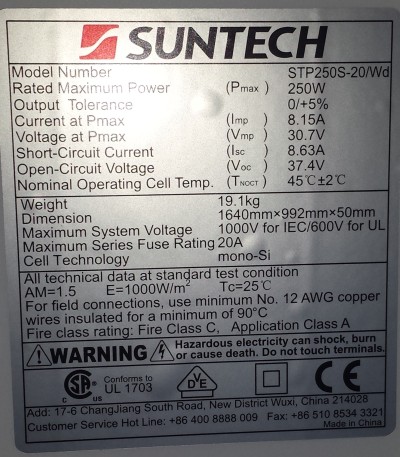 SUNTECH
Model Number STP250S-20/Wd
Rated Maximum Power (Pmax) 250W
Output Tolerance 0/+5%
Current at Pmax (Imp) 8.15A
Voltage at Pmax (Vmp) 30.7V
Short-Circuit Current (Isc) 8.63A
Open-Circuit Voltage (Voc) 37.4V
Nominal Operating Cell Temp. (TNOCT) 45℃±2℃
Weight 19.1kg
Dimension 1640mm×992mm×50mm
Maximum System Voltage 1000V for IEC/600V for UL
Maximum Series Fuse Rating 20A
Cell Technology mono-Si
All technical data at standard test condition
AM=1.5 E=1000W/m² Tc=25℃
For field connections, use minimum No. 12 AWG copper
wires insulated for a minimum of 90°C
Fire class rating: Fire Class C, Application Class A
WARNING Hazardous electricity can shock, burn
or cause death. Do not touch terminals.
SA Conforms to
UL 1703
C US
DVE
CE
Add: 17-6 ChangJiang South Road, New District Wuxi, China 214028
Customer Service Hot Line: +86 400 8888 009 Fax: +86 510 8534 3321
Made in China